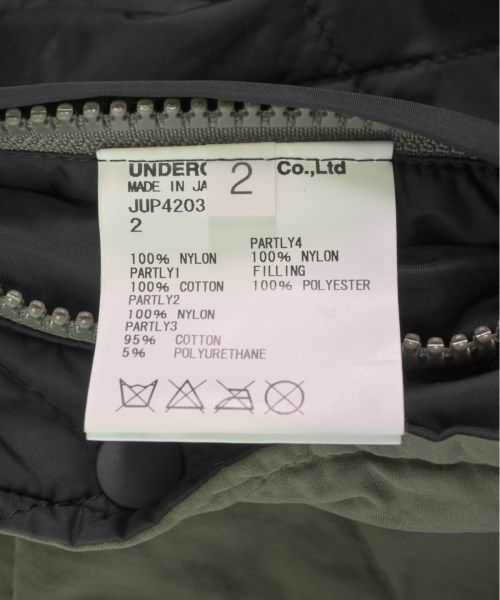 UNDERC
Co.,Ltd
MADE IN JA
2
JUP4203
2
100% NYLON
PARTLY1
100% COTTON
PARTLY2
100% NYLON
PARTLY3
95% COTTON
5% POLYURETHANE
PARTLY4
100% NYLON
FILLING
100% POLYESTER